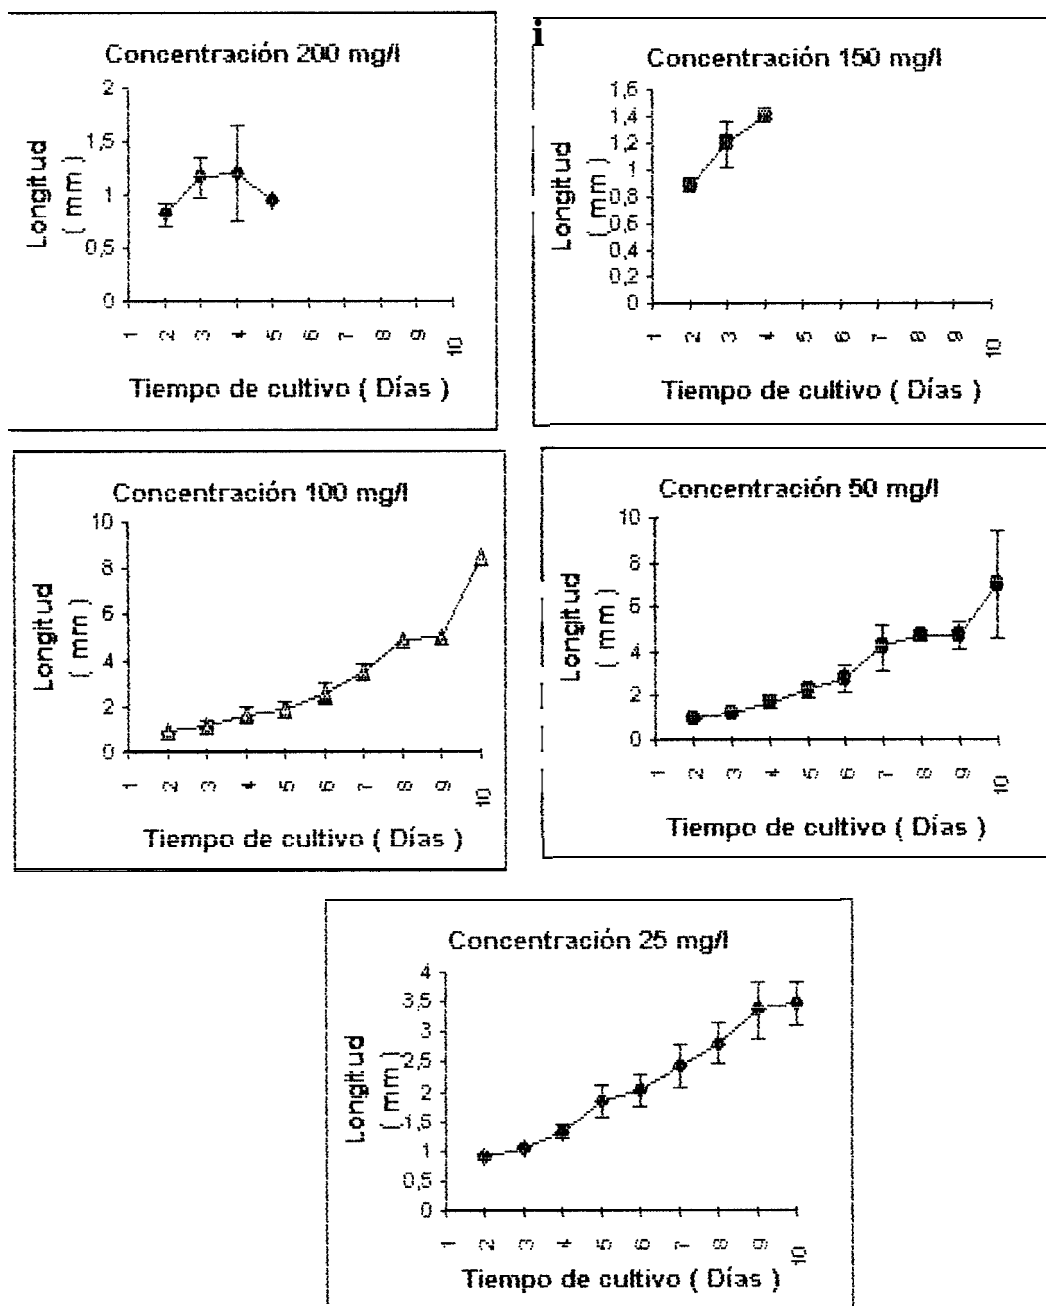 i
Concentración 200 mg/l
2
1,5
1
0,5
0
Longitud
( mm )
1 2 3 4 5 6 7 8 9 10
Tiempo de cultivo ( Días )
Concentración 150 mg/l
1,6
1,4
1,2
1
0,8
0,6
0,4
0,2
0
Longitud
( mm )
1 2 3 4 5 6 7 8 9 10
Tiempo de cultivo ( Días )
Concentración 100 mg/l
10
8
6
4
2
0
Longitud
( mm )
1 2 3 4 5 6 7 8 9 10
Tiempo de cultivo ( Días )
Concentración 50 mg/l
10
8
6
4
2
0
Longitud
( mm )
1 2 3 4 5 6 7 8 9 10
Tiempo de cultivo ( Días )
Concentración 25 mg/l
4
3,5
3
2,5
2
1,5
1
0,5
0
Longitud
( mm )
1 2 3 4 5 6 7 8 9 10
Tiempo de cultivo ( Días )